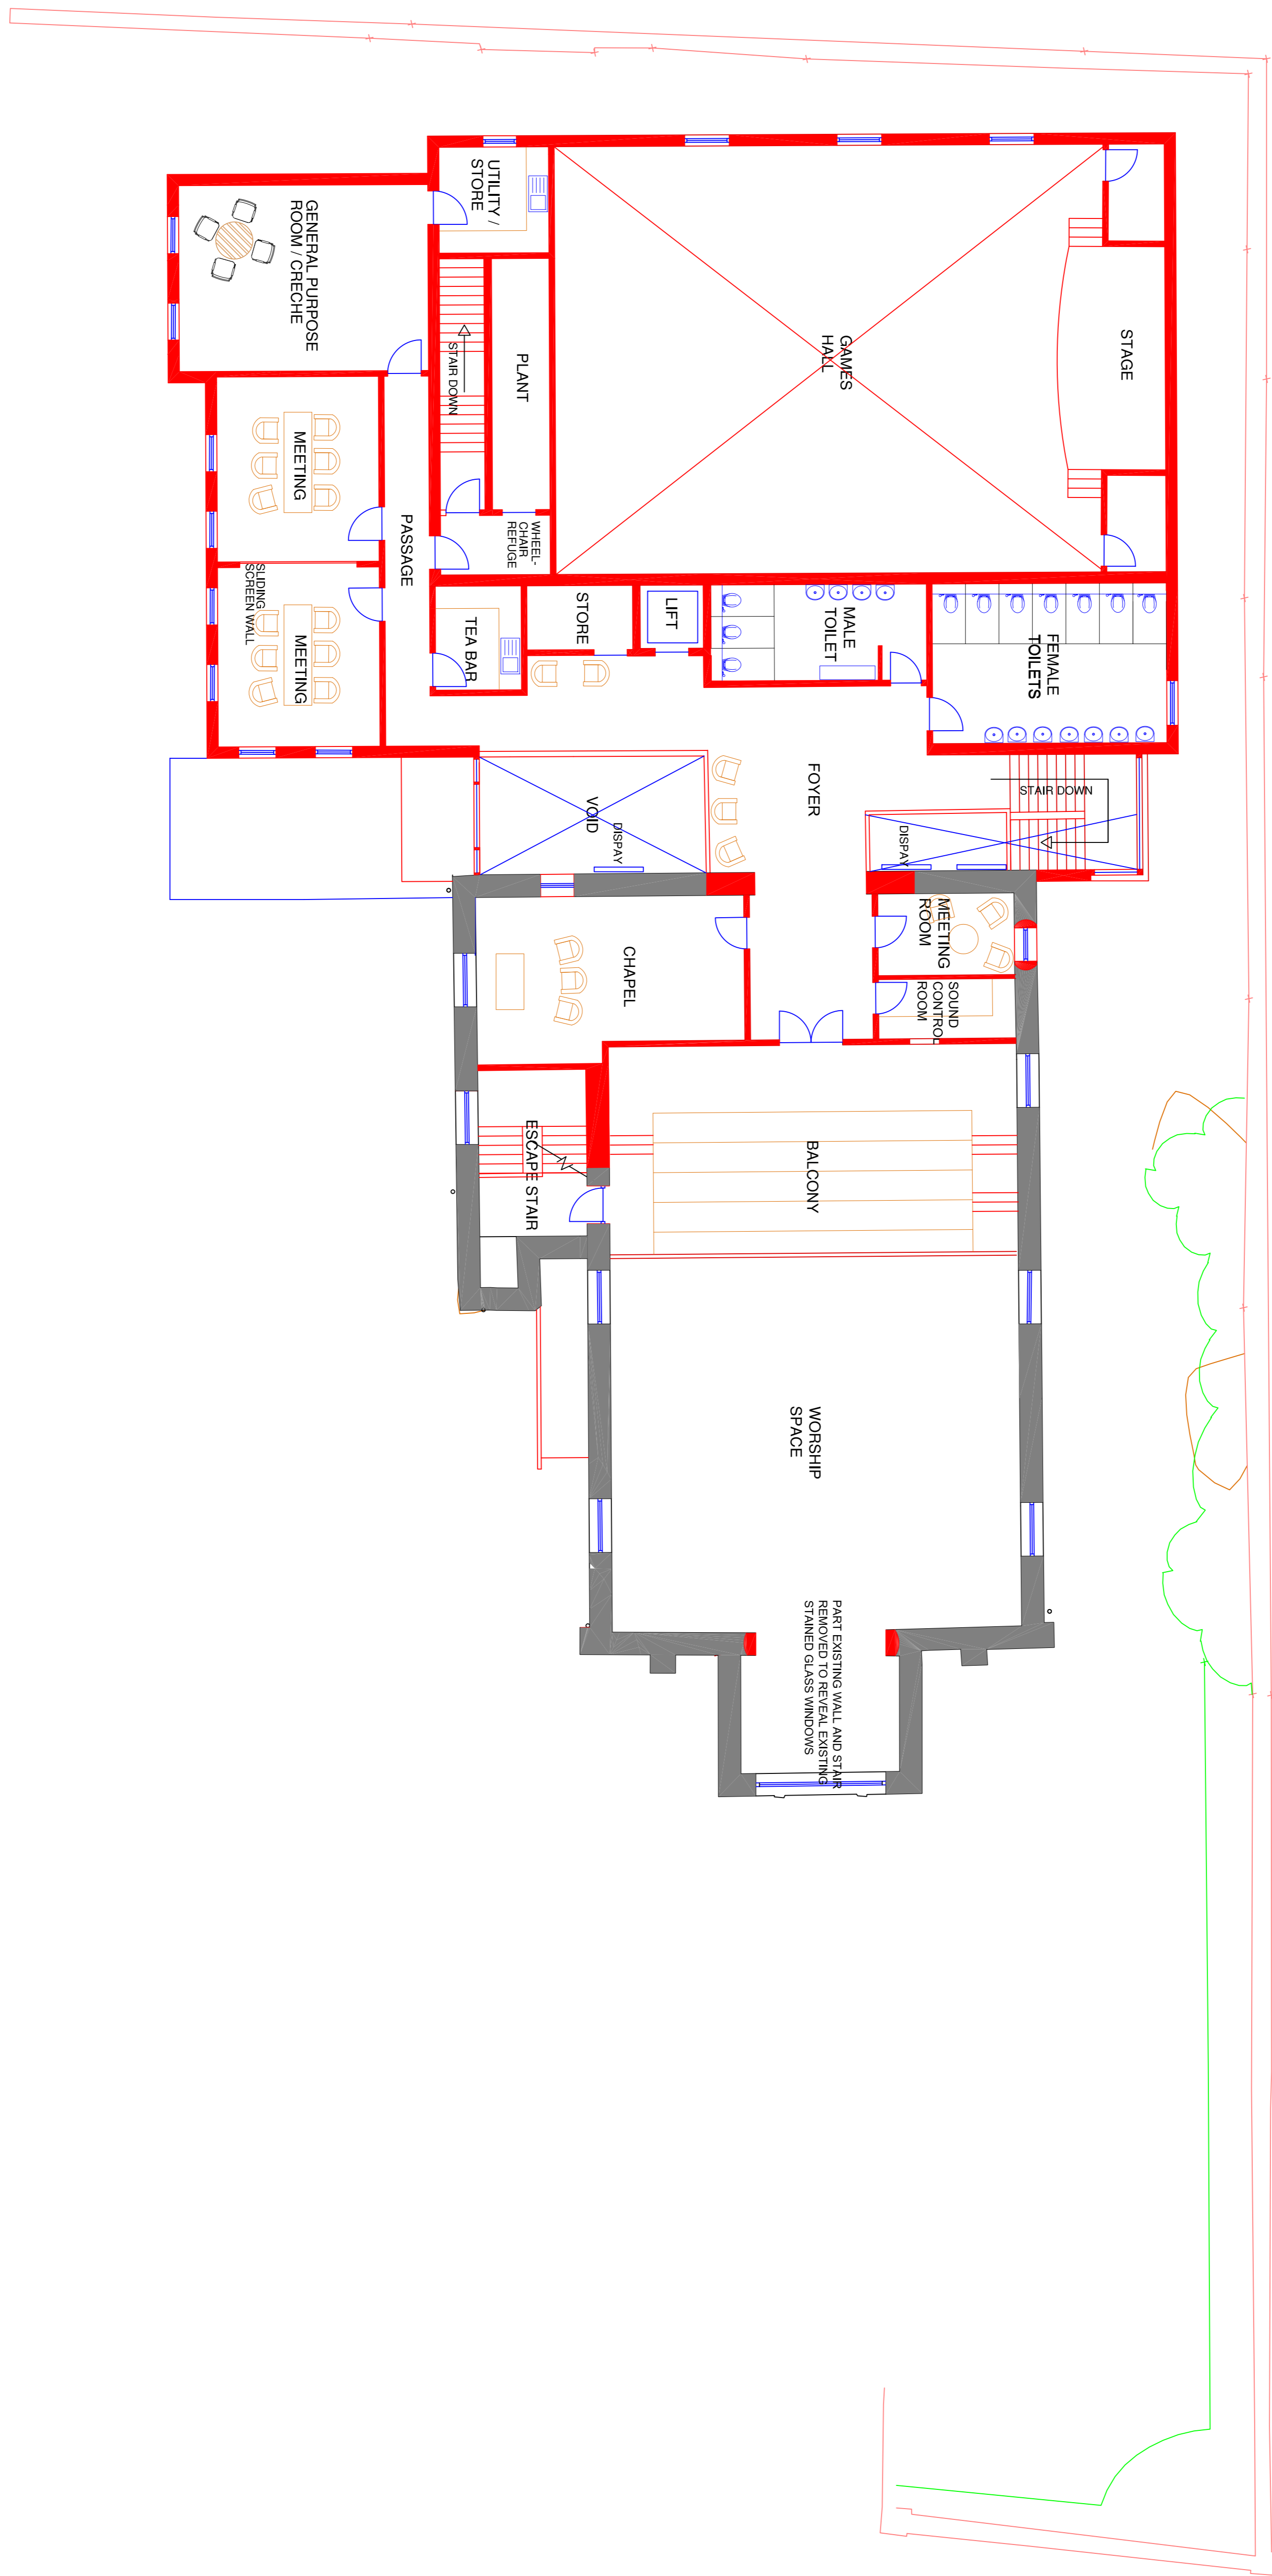 UTILITY /
STORE
GENERAL PURPOSE
ROOM / CRECHE
STAIR DOWN
PLANT
GAMES
HALL
STAGE
MEETING
PASSAGE
WHEEL-
CHAIR
REFUGE
SLIDING
SCREEN WALL
MEETING
TEA BAR
STORE
LIFT
MALE
TOILET
FEMALE
TOILETS
FOYER
STAIR DOWN
VOID
DISPAY
DISPAY
MEETING
ROOM
CHAPEL
SOUND
CONTROL
ROOM
ESCAPE STAIR
BALCONY
WORSHIP
SPACE
PART EXISTING WALL AND STAIR
REMOVED TO REVEAL EXISTING
STAINED GLASS WINDOWS